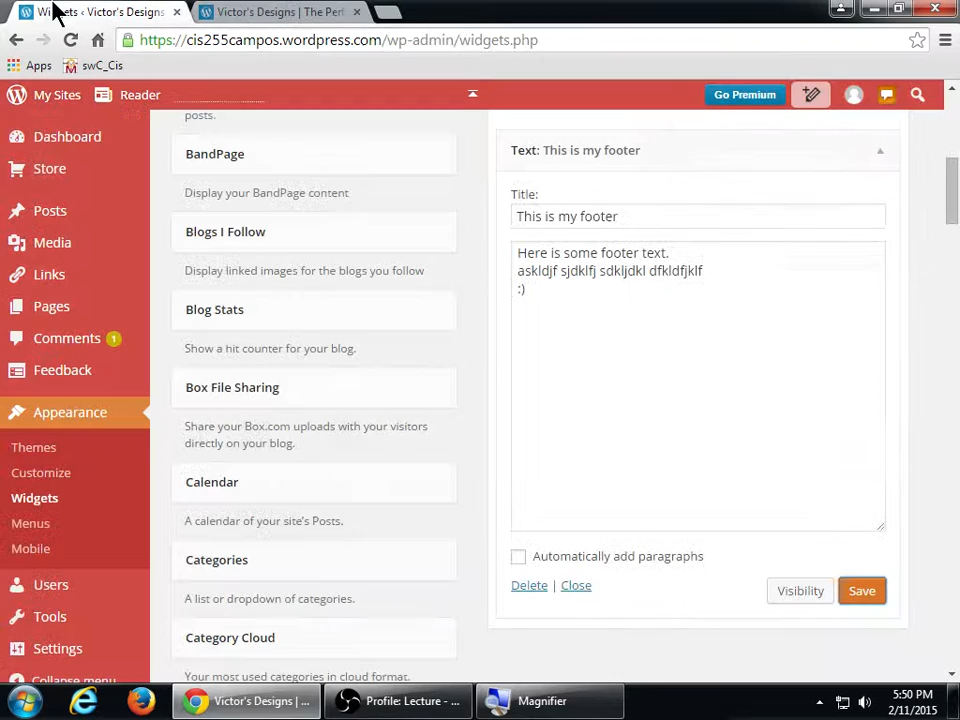 Widgets ‹ Victor's Designs
Victor's Designs | The Perf
https://cis255campos.wordpress.com/wp-admin/widgets.php
Apps
swC_Cis
My Sites
Reader
Go Premium
Dashboard
Store
Posts
Media
Links
Pages
Comments 1
Feedback
Appearance
Themes
Customize
Widgets
Menus
Mobile
Users
Tools
Settings
Collapse menu
posts.
BandPage
Display your BandPage content
Blogs I Follow
Display linked images for the blogs you follow
Blog Stats
Show a hit counter for your blog.
Box File Sharing
Share your Box.com uploads with your visitors
directly on your blog.
Calendar
A calendar of your site's Posts.
Categories
A list or dropdown of categories.
Category Cloud
Your most used categories in cloud format.
Text: This is my footer
Title:
This is my footer
Here is some footer text.
askldjf sjdklfj sdkljdkl dfkldfjklf
:)
Automatically add paragraphs
Delete | Close
Visibility
Save
Victor's Designs | ...
Profile: Lecture - ...
Magnifier
5:50 PM
2/11/2015